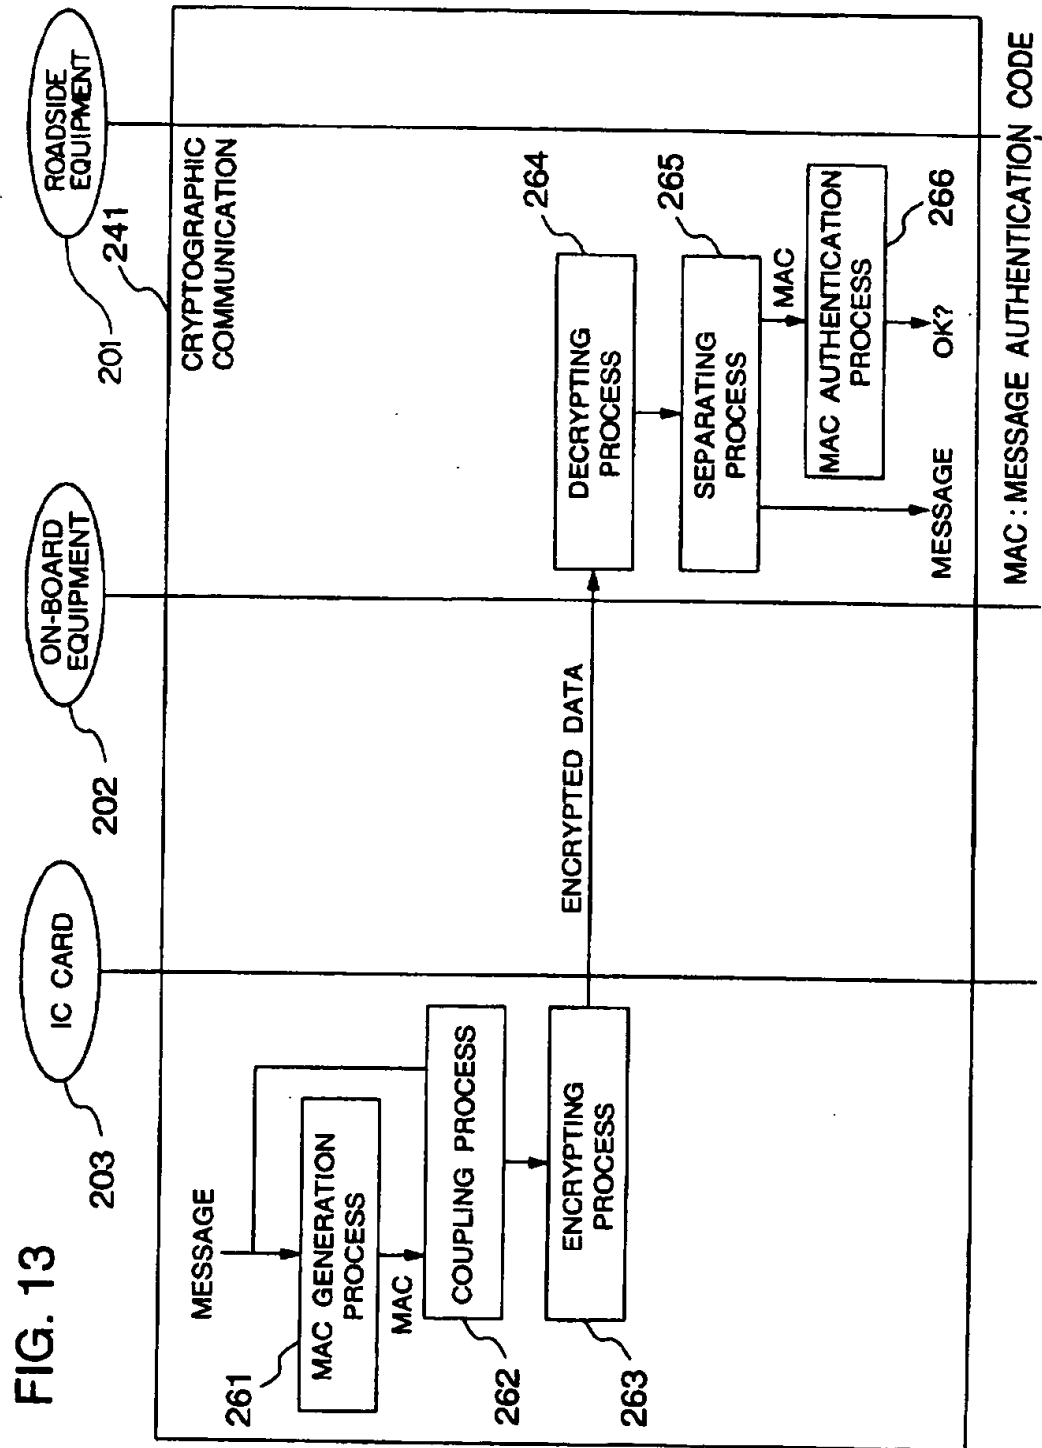 FIG. 13
203
IC CARD
202
ON-BOARD
EQUIPMENT
201
ROADSIDE
EQUIPMENT
241
CRYPTOGRAPHIC
COMMUNICATION
MESSAGE
261
MAC GENERATION
PROCESS
MAC
262
COUPLING PROCESS
263
ENCRYPTING
PROCESS
ENCRYPTED DATA
DECRYPTING
PROCESS
264
SEPARATING
PROCESS
265
MAC
MAC AUTHENTICATION
PROCESS
266
MESSAGE
OK?
MAC : MESSAGE AUTHENTICATION CODE